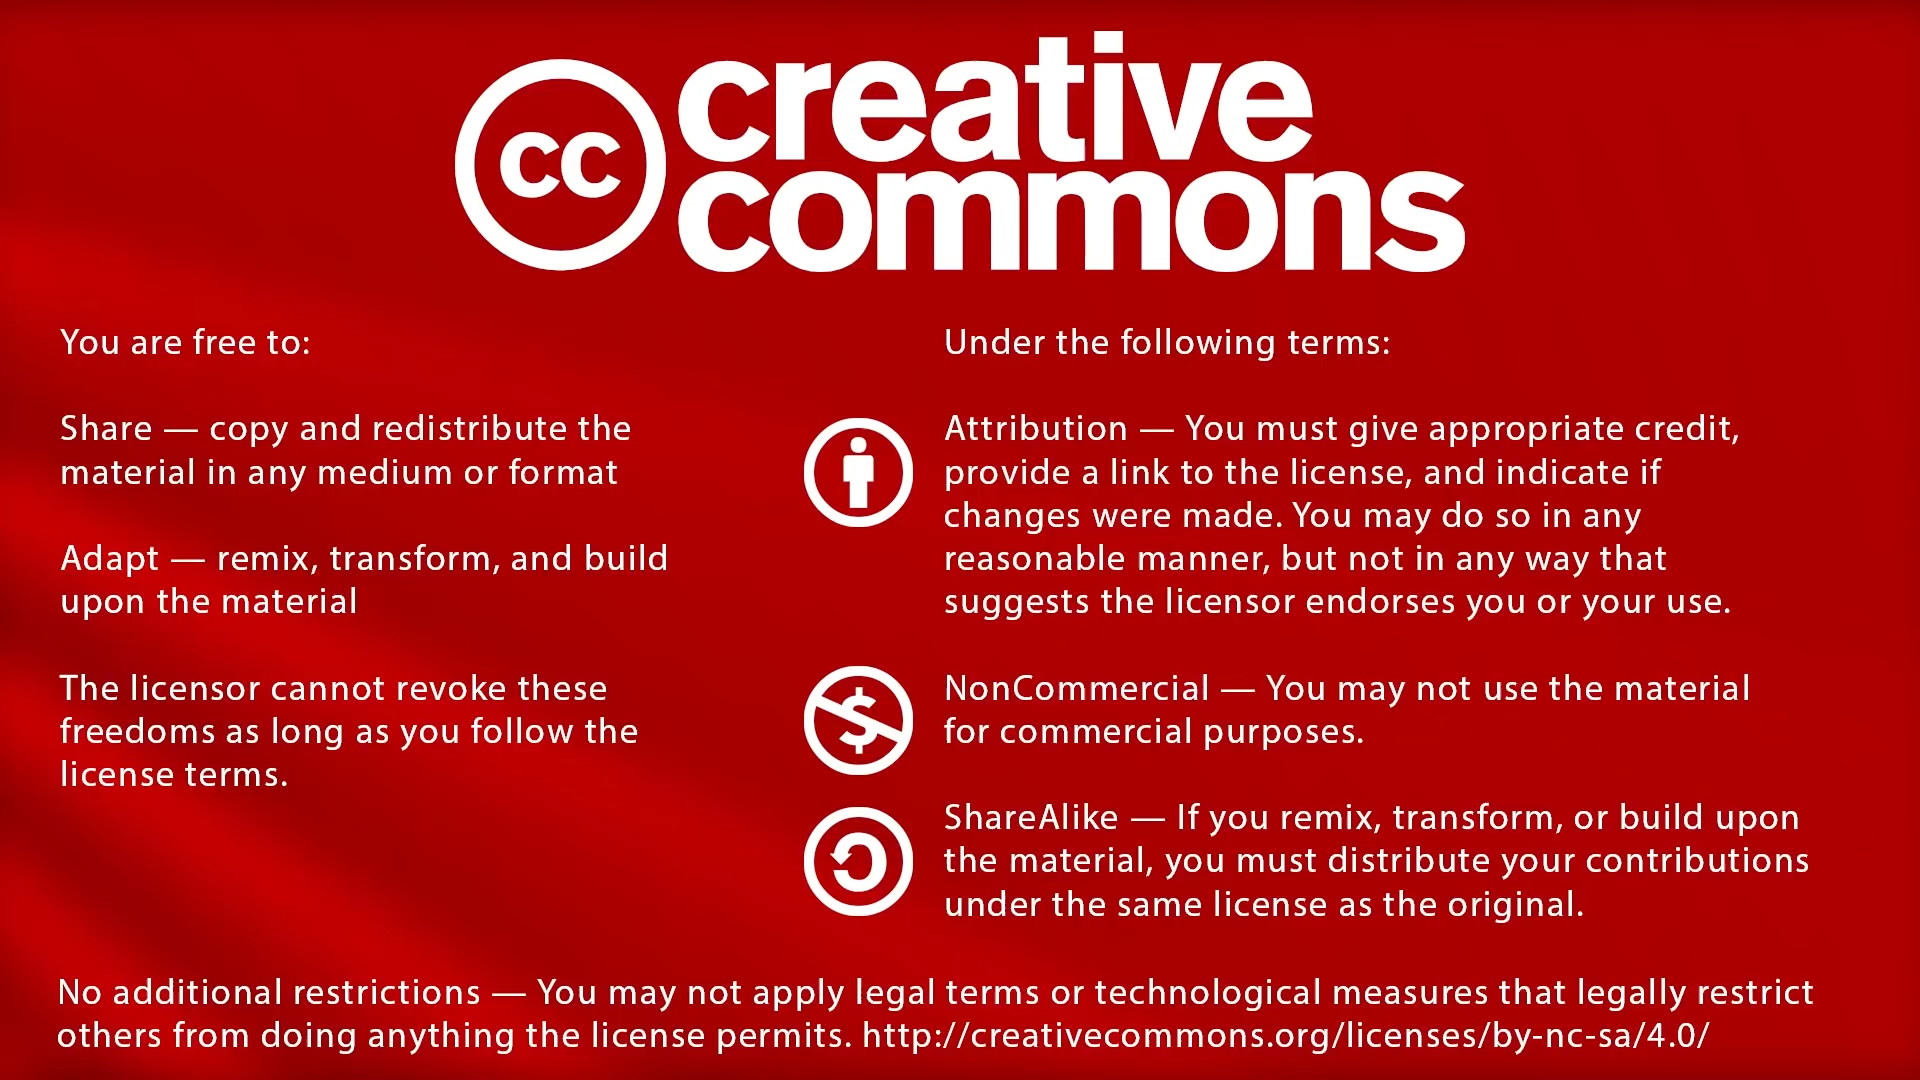 cc creative
commons
You are free to:
Share — copy and redistribute the
material in any medium or format
Adapt — remix, transform, and build
upon the material
The licensor cannot revoke these
freedoms as long as you follow the
license terms.
Under the following terms:
Attribution — You must give appropriate credit,
provide a link to the license, and indicate if
changes were made. You may do so in any
reasonable manner, but not in any way that
suggests the licensor endorses you or your use.
$
NonCommercial — You may not use the material
for commercial purposes.
ShareAlike — If you remix, transform, or build upon
the material, you must distribute your contributions
under the same license as the original.
No additional restrictions — You may not apply legal terms or technological measures that legally restrict
others from doing anything the license permits. http://creativecommons.org/licenses/by-nc-sa/4.0/